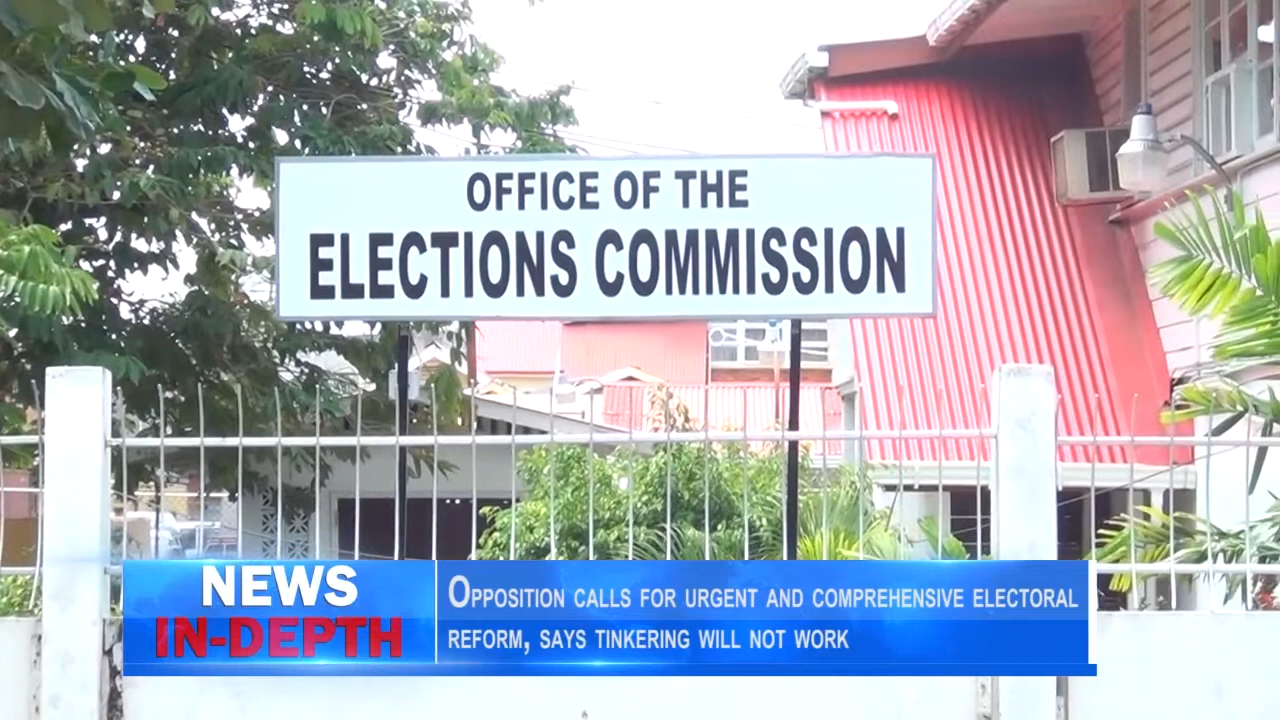 OFFICE OF THE
ELECTIONS COMMISSION
NEWS
IN-DEPTH
OPPOSITION CALLS FOR URGENT AND COMPREHENSIVE ELECTORAL
REFORM, SAYS TINKERING WILL NOT WORK